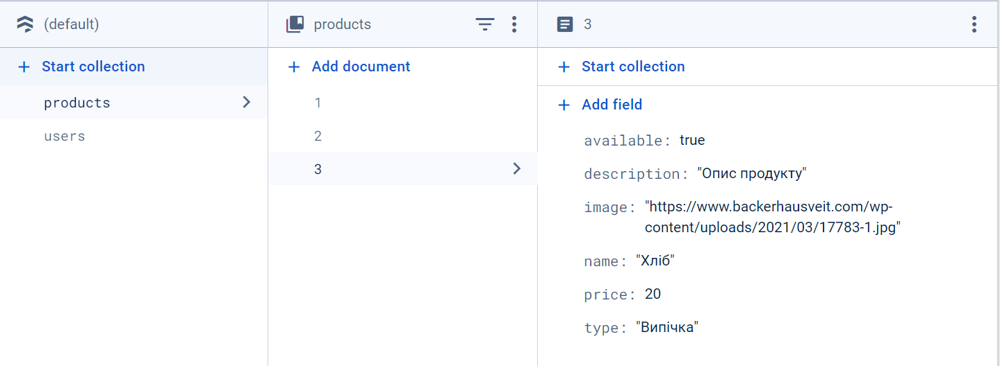 (default)
Start collection
products
users
products
Add document
1
2
3
3
Start collection
Add field
available: true
description: "Опис продукту"
image: "https://www.backerhausveit.com/wp-
content/uploads/2021/03/17783-1.jpg"
name: "Хліб"
price: 20
type: "Випічка"